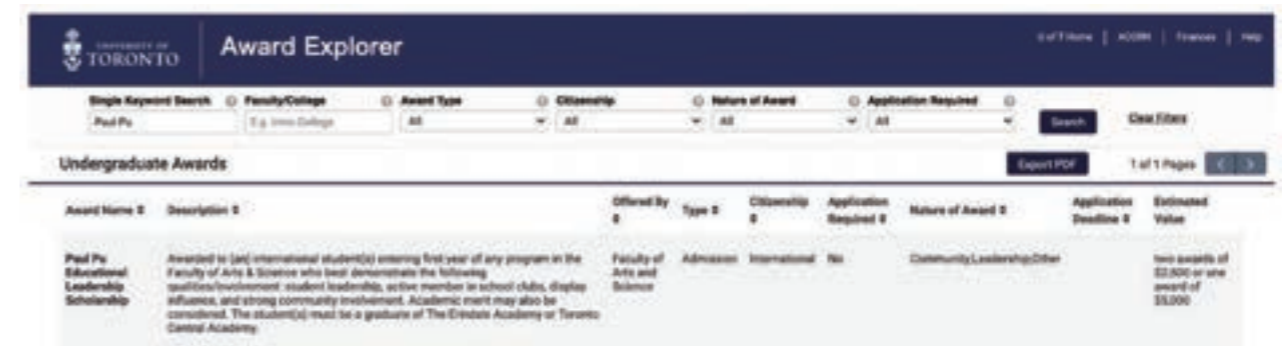 UNIVERSITY OF
TORONTO
Award Explorer
U of T Home | ACORN | Finances | Help
Single Keyword Search Faculty/College Award Type Citizenship Nature of Award Application Required
Paul Pu E.g. Innis College All All All All Search Clear Filters
Undergraduate Awards Export PDF 1 of 1 Pages < >
Award Name Description Offered By Type Citizenship Application Required Nature of Award Application Deadline Estimated Value
Paul Pu
Educational
Leadership
Scholarship
Awarded to (an) international student(s) entering first year of any program in the
Faculty of Arts & Science who best demonstrate the following
qualities/involvement: student leadership, active member in school clubs, display
influence, and strong community involvement. Academic merit may also be
considered. The student(s) must be a graduate of The Erindale Academy or Toronto
Central Academy.
Faculty of
Arts and
Science
Admission
International
No
Community,Leadership,Other
two awards of
$2,500 or one
award of
$5,000